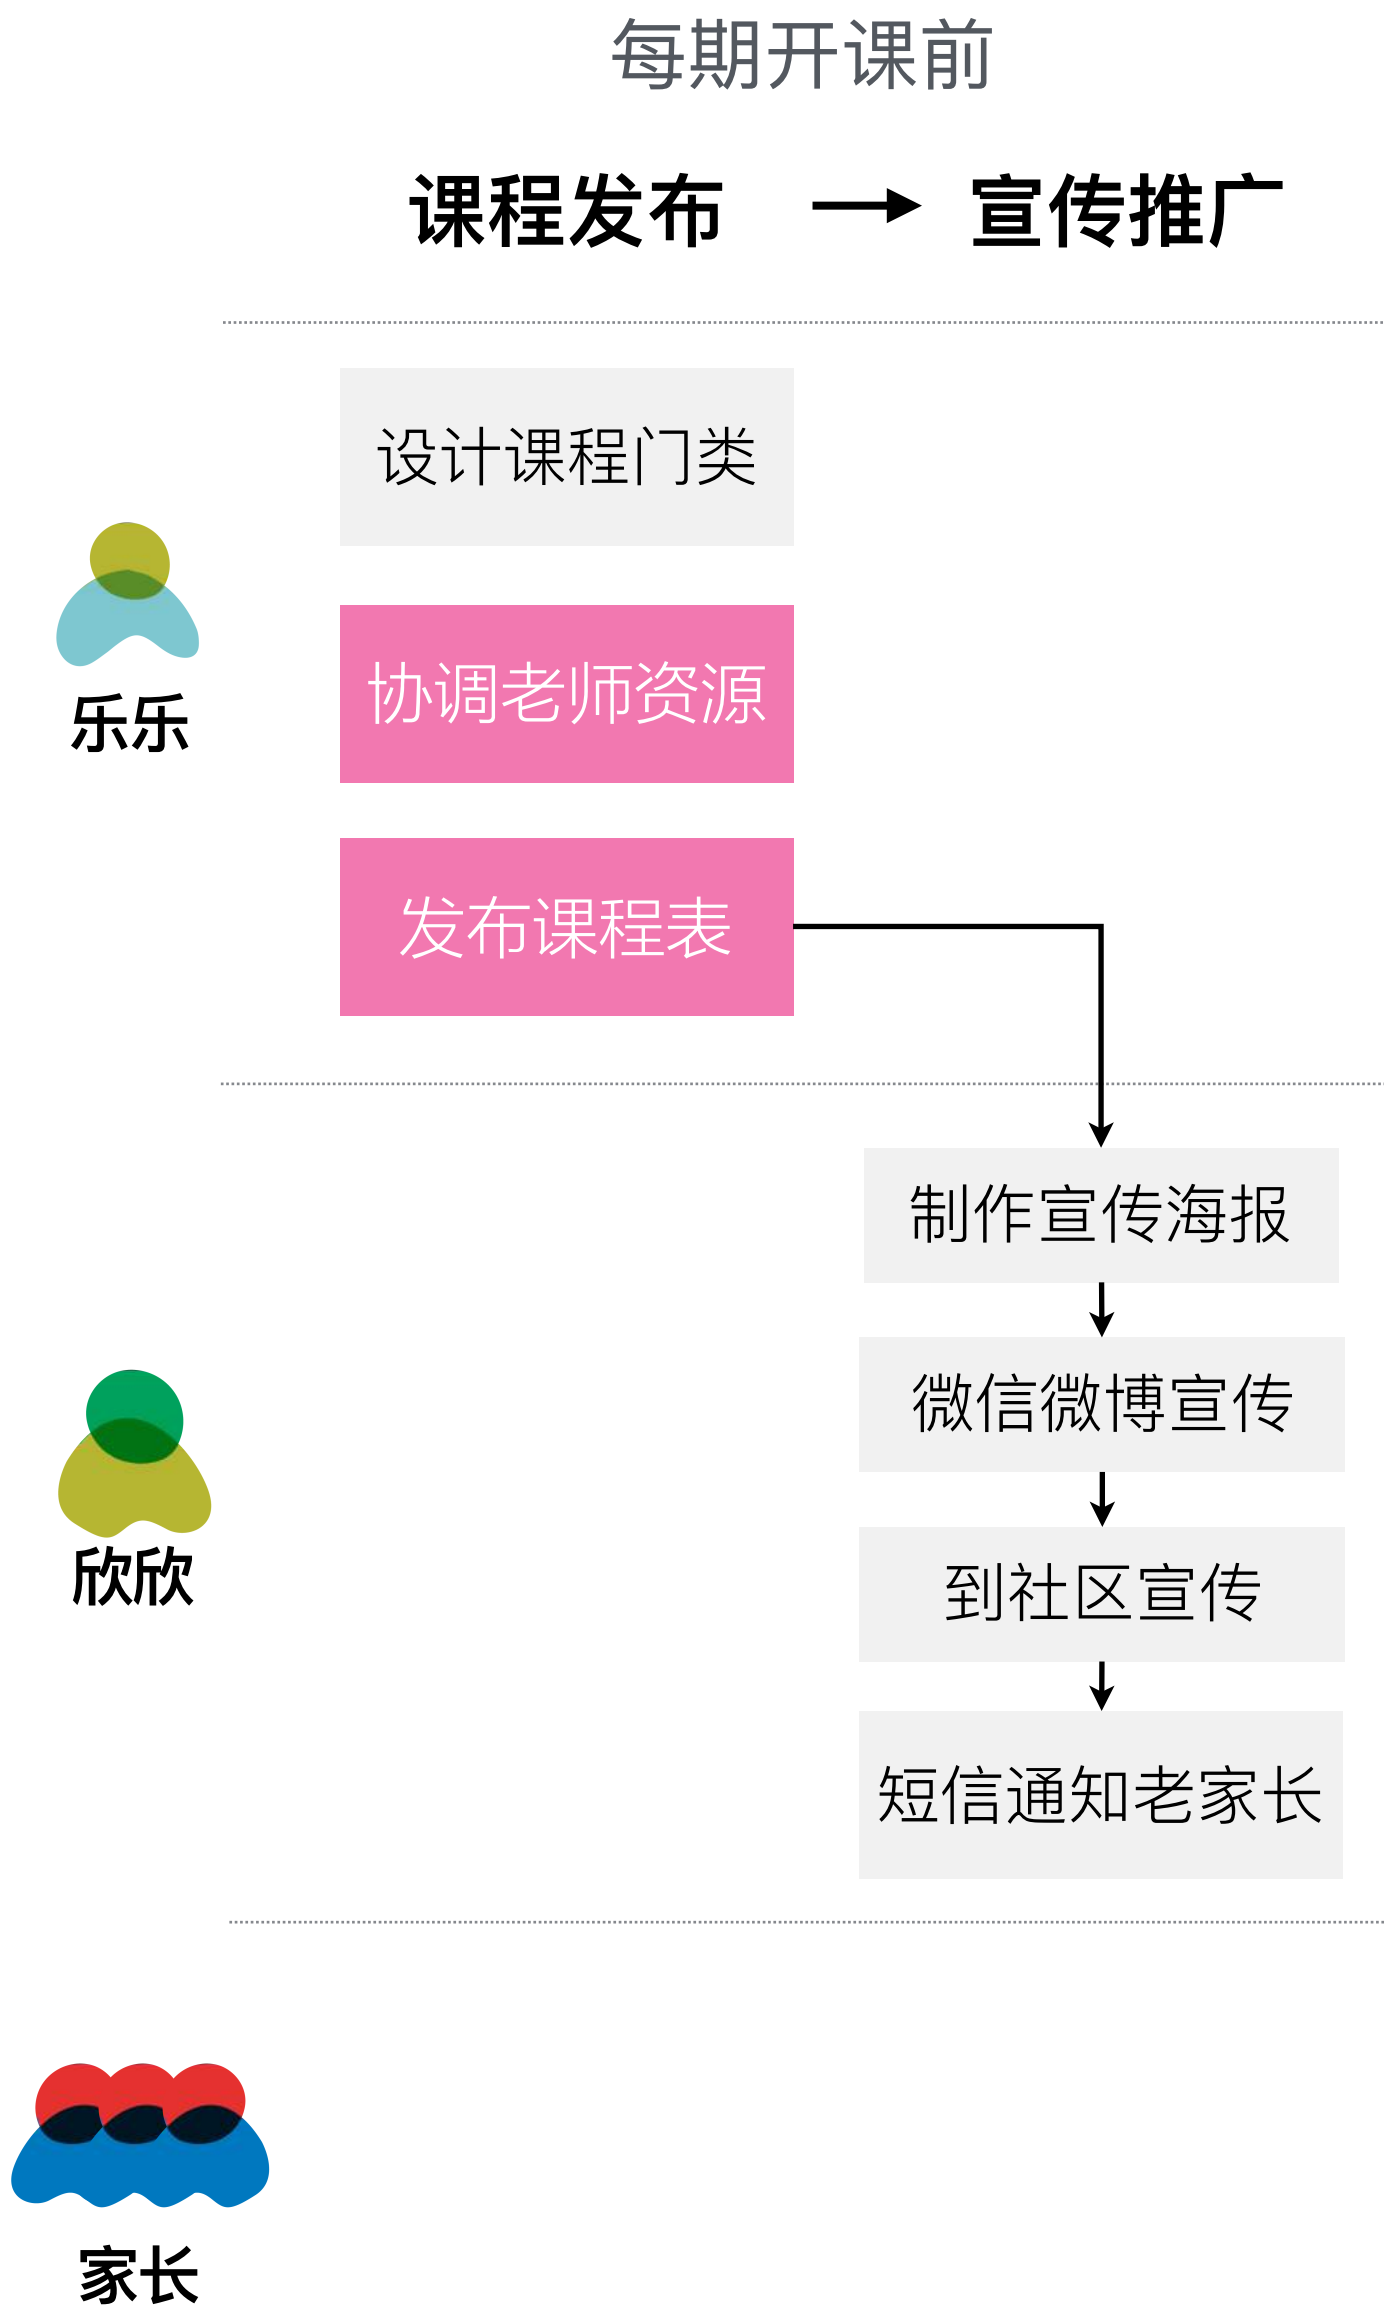 每期开课前
课程发布
宣传推广
设计课程门类
协调老师资源
乐乐
发布课程表
制作宣传海报
微信微博宣传
欣欣
到社区宣传
短信通知老家长
家长